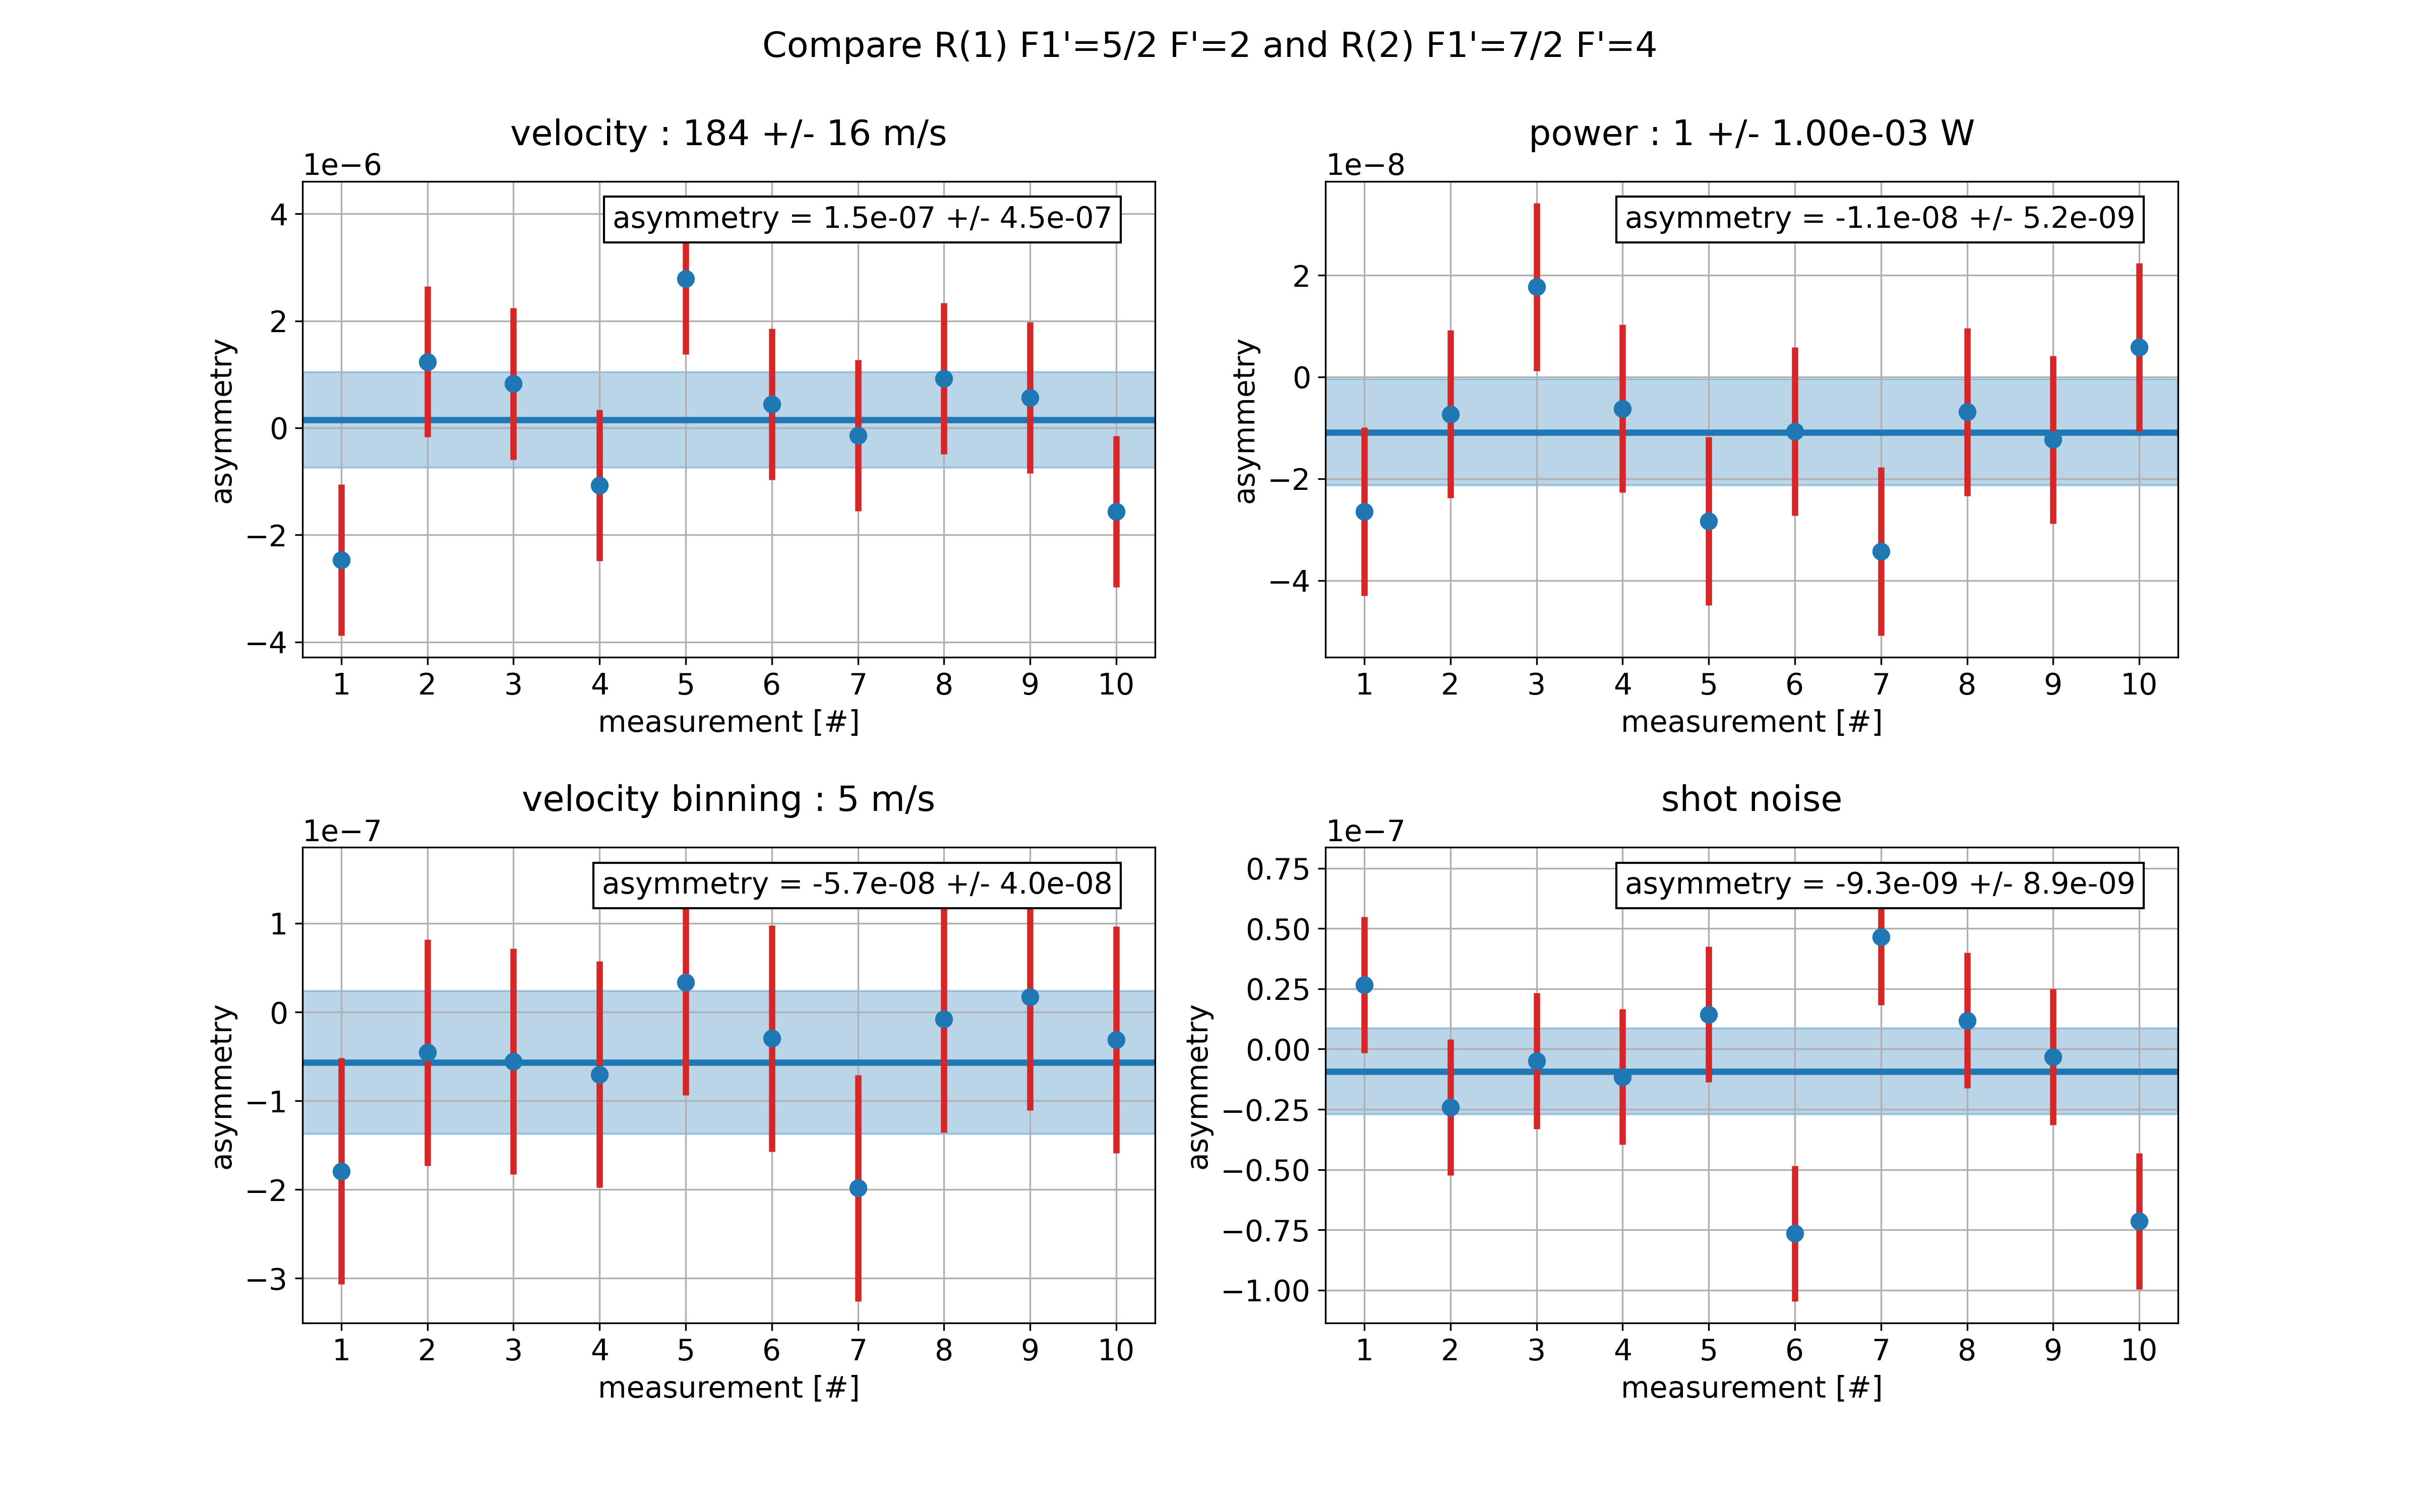 Compare R(1) F1'=5/2 F'=2 and R(2) F1'=7/2 F'=4
velocity : 184 +/- 16 m/s
1e−6
asymmetry = 1.5e-07 +/- 4.5e-07
4
2
0
−2
−4
asymmetry
1 2 3 4 5 6 7 8 9 10
measurement [#]
power : 1 +/- 1.00e-03 W
1e−8
asymmetry = -1.1e-08 +/- 5.2e-09
2
0
−2
−4
asymmetry
1 2 3 4 5 6 7 8 9 10
measurement [#]
velocity binning : 5 m/s
1e−7
asymmetry = -5.7e-08 +/- 4.0e-08
1
0
−1
−2
−3
asymmetry
1 2 3 4 5 6 7 8 9 10
measurement [#]
shot noise
1e−7
asymmetry = -9.3e-09 +/- 8.9e-09
0.75
0.50
0.25
0.00
−0.25
−0.50
−0.75
−1.00
asymmetry
1 2 3 4 5 6 7 8 9 10
measurement [#]